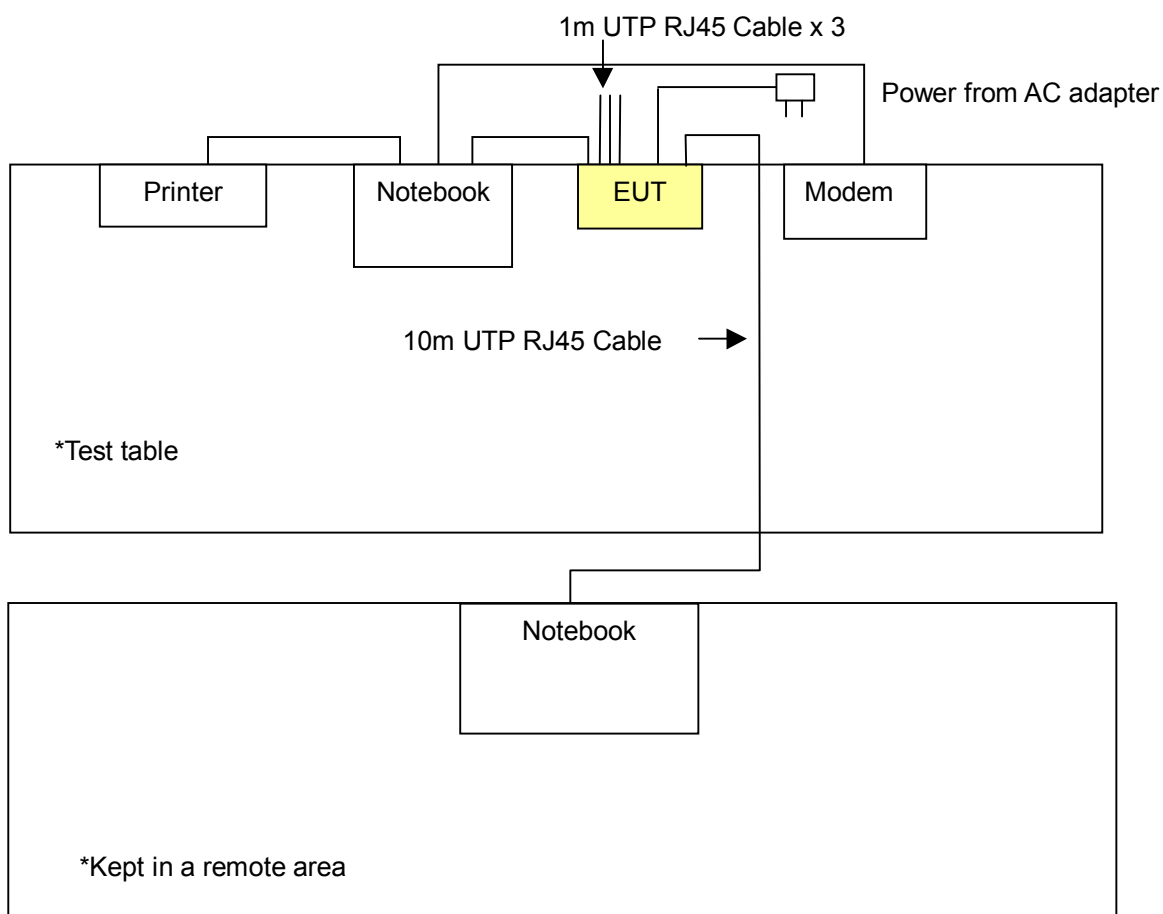 1m UTP RJ45 Cable x 3
Power from AC adapter
Printer
Notebook
EUT
Modem
10m UTP RJ45 Cable
*Test table
Notebook
*Kept in a remote area